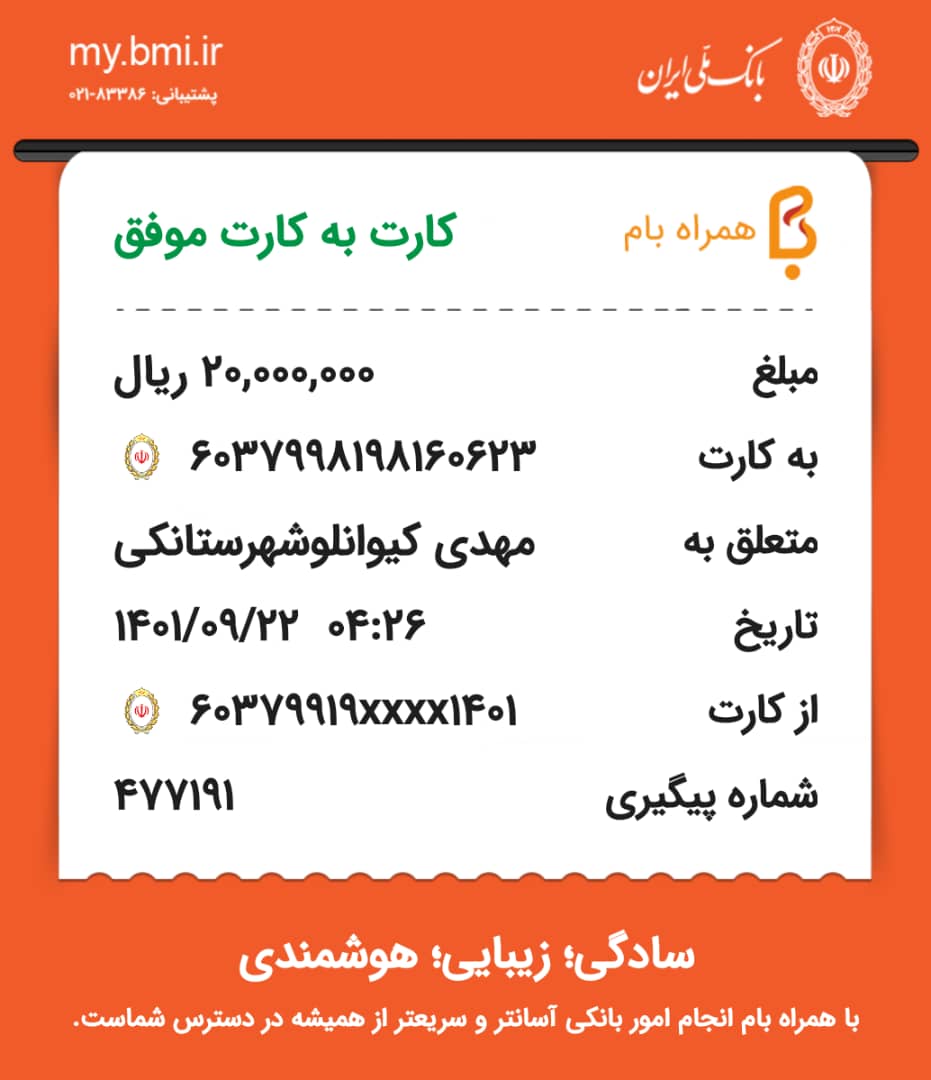 بانک ملّی ایران
my.bmi.ir
پشتیبانی: ۸۳۳۸۶-۰۲۱
همراه بام
کارت به کارت موفق
مبلغ ۲۰,۰۰۰,۰۰۰ ریال
به کارت ۶۰۳۷۹۹۸۱۹۸۱۶۰۶۲۳
متعلق به مهدی کیوانلوشهرستانکی
تاریخ ۰۴:۲۶ ۱۴۰۱/۰۹/۲۲
از کارت ۶۰۳۷۹۹۱۹xxxx۱۴۰۱
شماره پیگیری ۴۷۷۱۹۱
سادگی؛ زیبایی؛ هوشمندی
با همراه بام انجام امور بانکی آسانتر و سریعتر از همیشه در دسترس شماست.